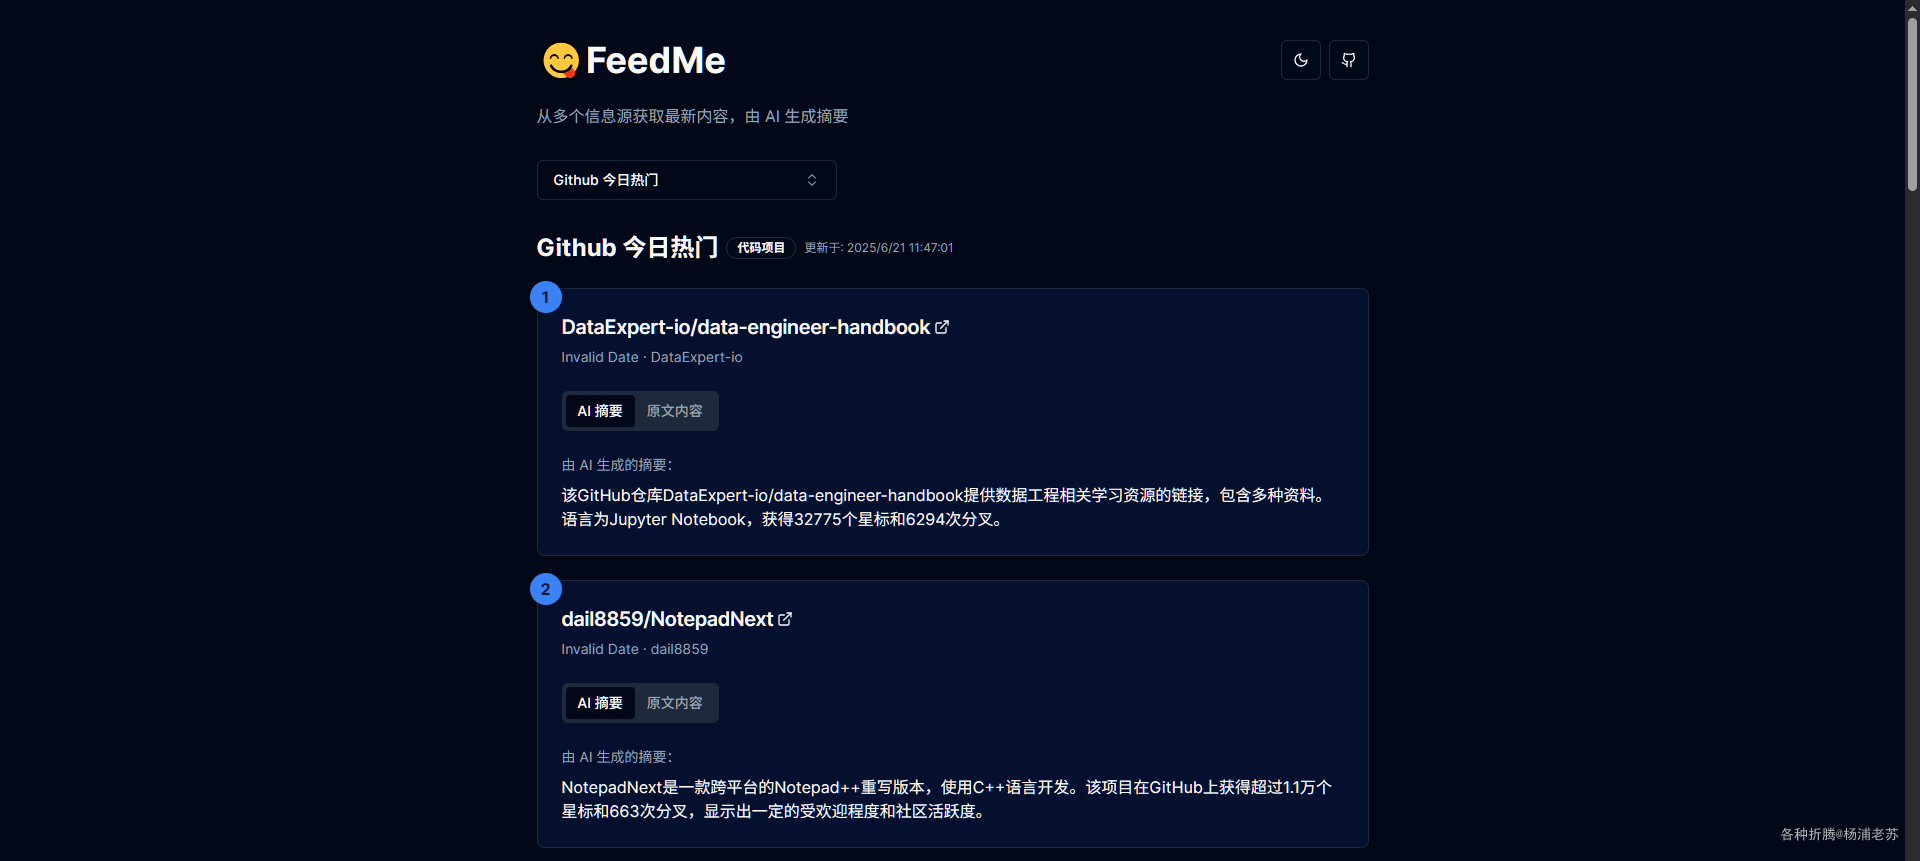 FeedMe
从多个信息源获取最新内容，由 AI 生成摘要
Github 今日热门
Github 今日热门 代码项目 更新于: 2025/6/21 11:47:01
1
DataExpert-io/data-engineer-handbook
Invalid Date · DataExpert-io
AI 摘要 原文内容
由 AI 生成的摘要：
该GitHub仓库DataExpert-io/data-engineer-handbook提供数据工程相关学习资源的链接，包含多种资料。
语言为Jupyter Notebook，获得32775个星标和6294次分叉。
2
dail8859/NotepadNext
Invalid Date · dail8859
AI 摘要 原文内容
由 AI 生成的摘要：
NotepadNext是一款跨平台的Notepad++重写版本，使用C++语言开发。该项目在GitHub上获得超过1.1万个
星标和663次分叉，显示出一定的受欢迎程度和社区活跃度。
各种折腾@杨浦老苏